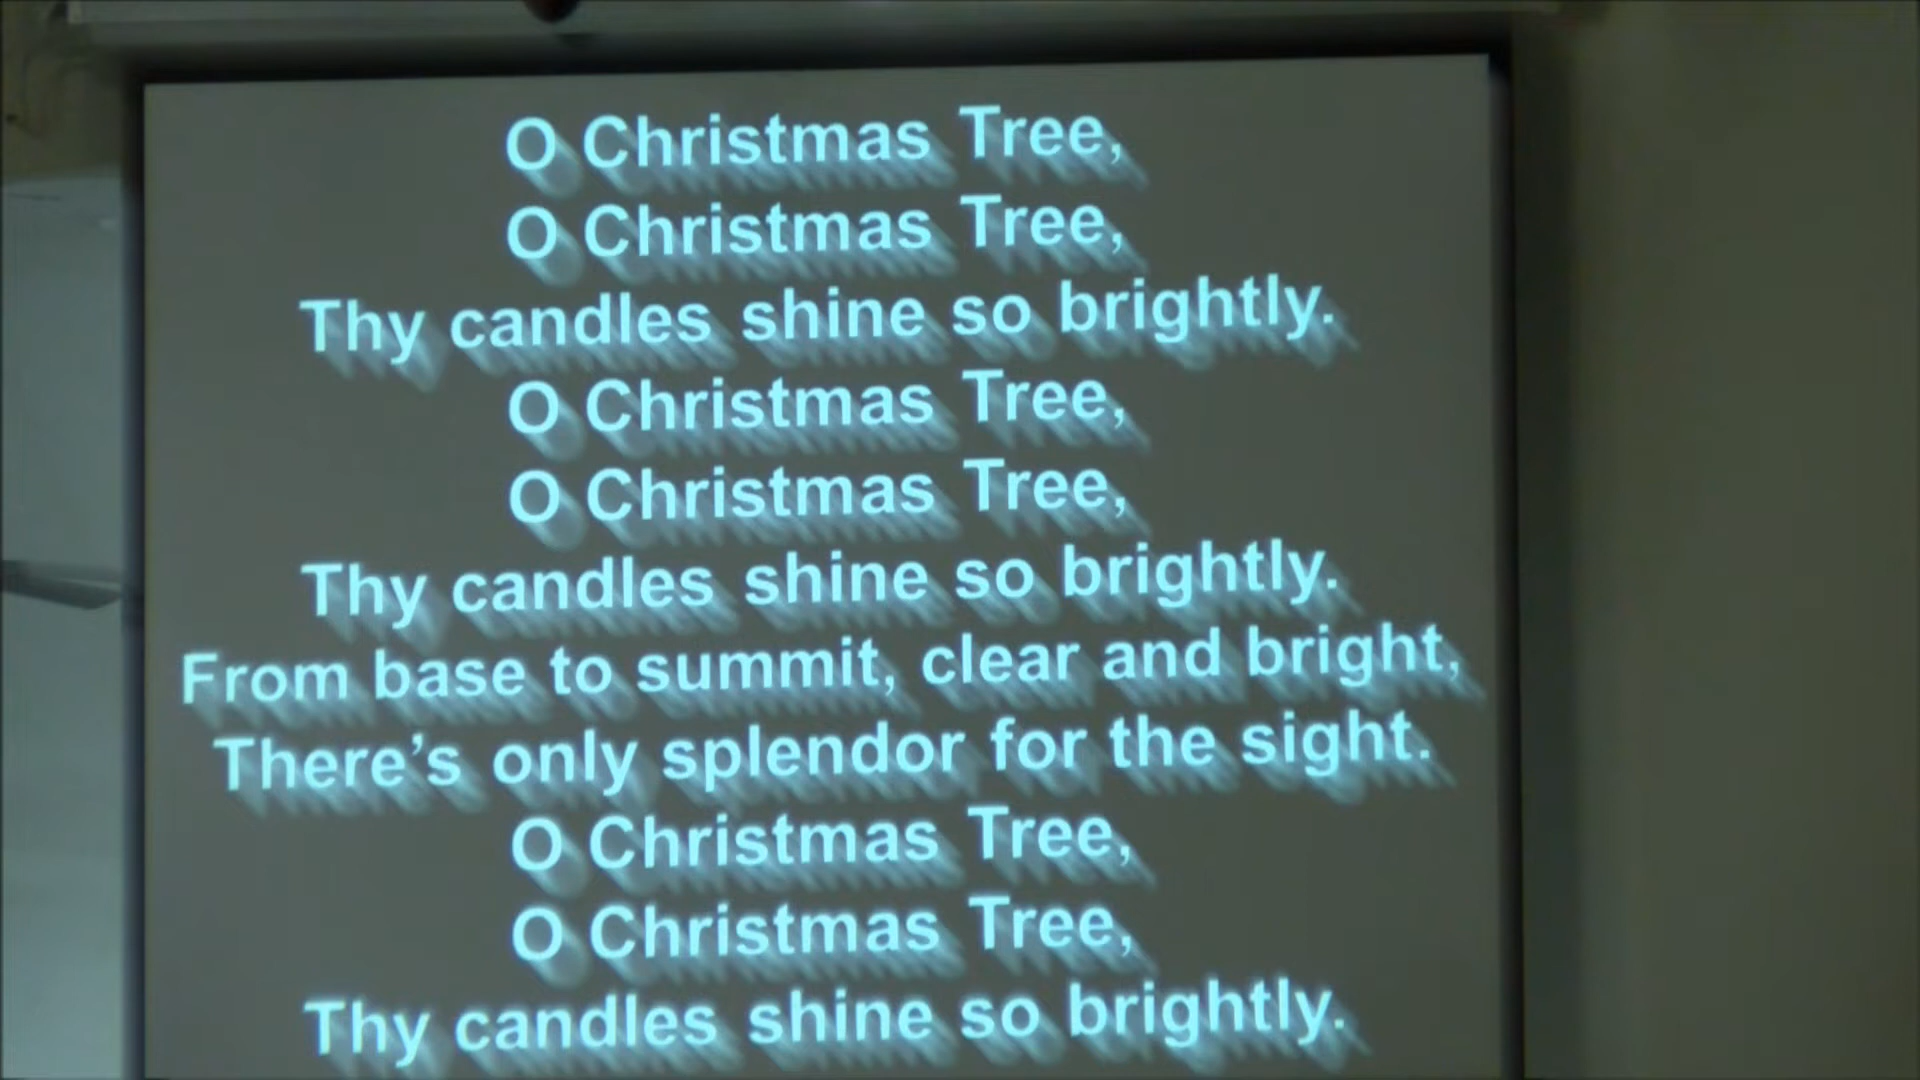 O Christmas Tree,
O Christmas Tree,
Thy candles shine so brightly.
O Christmas Tree,
O Christmas Tree,
Thy candles shine so brightly.
From base to summit, clear and bright,
There's only splendor for the sight.
O Christmas Tree,
O Christmas Tree,
Thy candles shine so brightly.